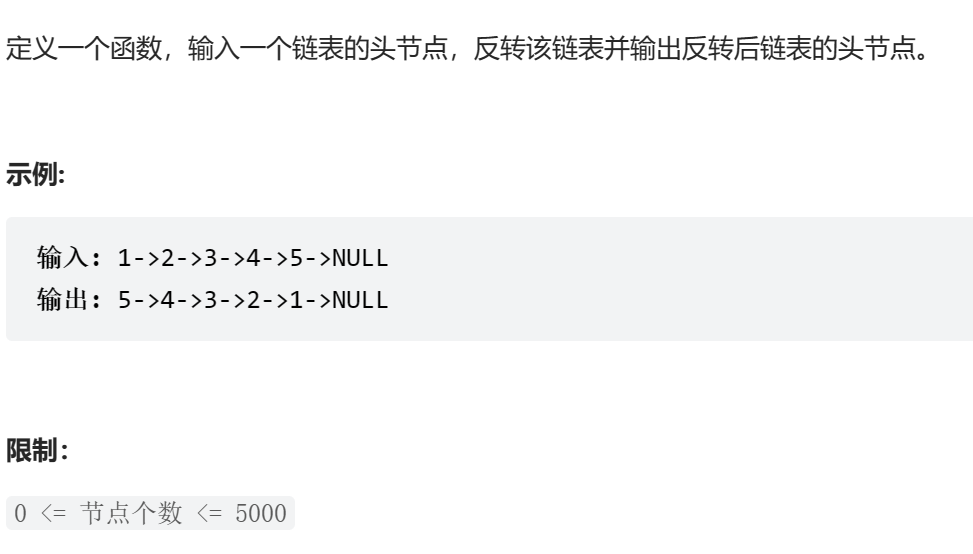 定义一个函数，输入一个链表的头节点，反转该链表并输出反转后链表的头节点。
示例:
输入: 1->2->3->4->5->NULL
输出: 5->4->3->2->1->NULL
限制：
0 <= 节点个数 <= 5000